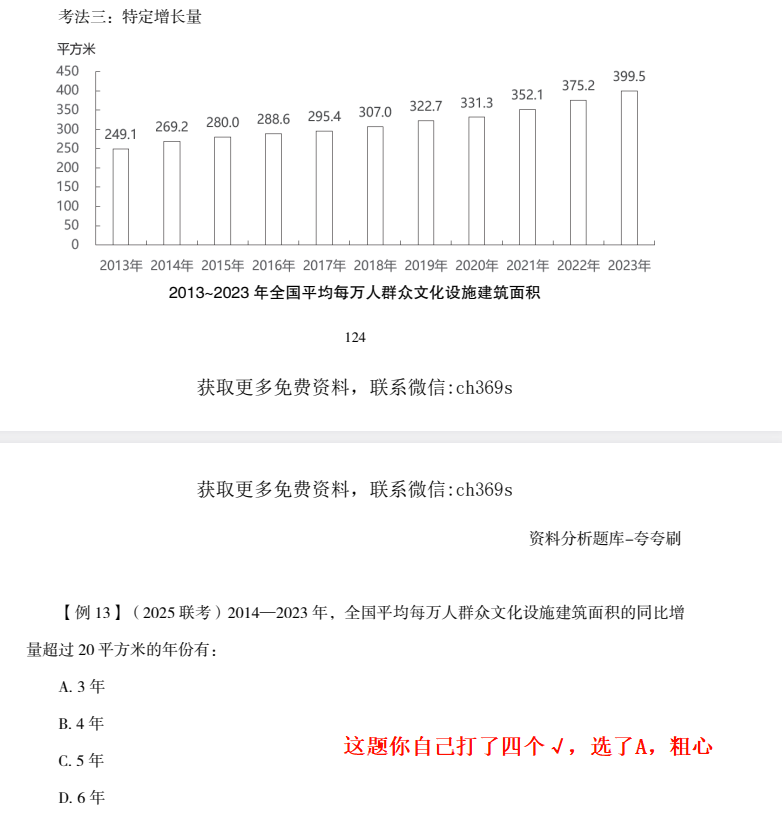 考法三：特定增长量
平方米
450
400
350
300
250
200
150
100
50
0
249.1 269.2 280.0 288.6 295.4 307.0 322.7 331.3 352.1 375.2 399.5
2013年 2014年 2015年 2016年 2017年 2018年 2019年 2020年 2021年 2022年 2023年
2013~2023 年全国平均每万人群众文化设施建筑面积
124
获取更多免费资料，联系微信:ch369s
获取更多免费资料，联系微信:ch369s
资料分析题库-夸夸刷
【例 13】（2025 联考）2014—2023 年，全国平均每万人群众文化设施建筑面积的同比增
量超过 20 平方米的年份有：
A. 3 年
B. 4 年
C. 5 年
D. 6 年
这题你自己打了四个√，选了A，粗心